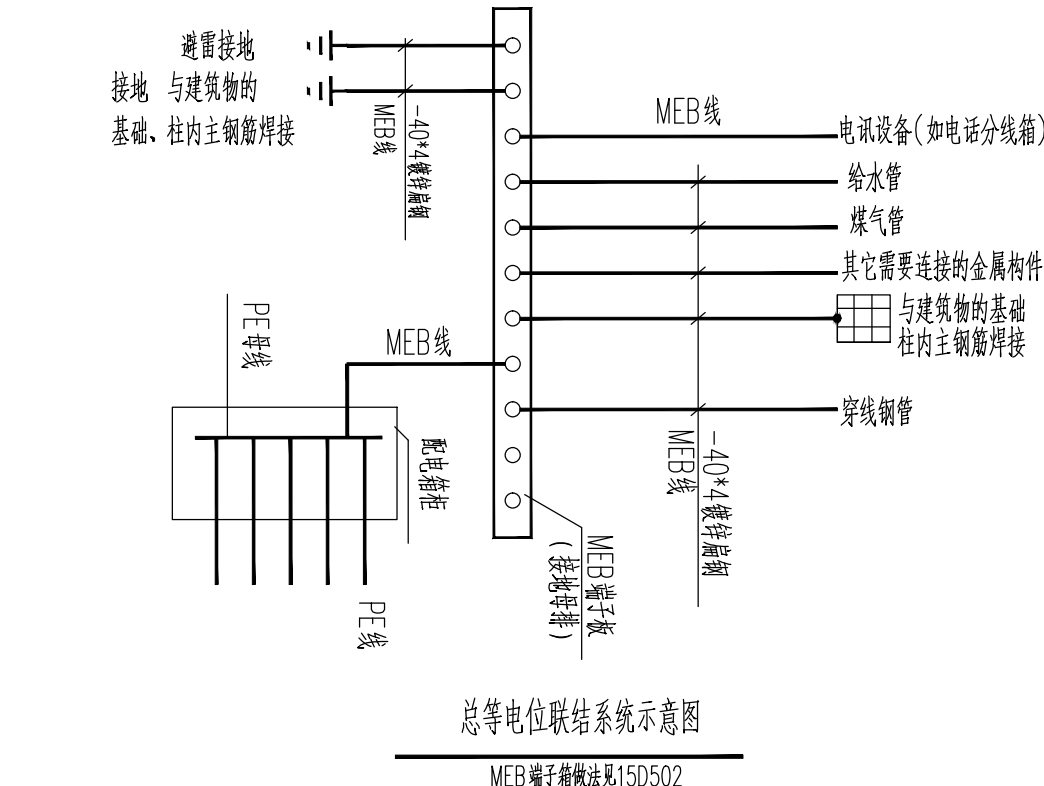 避雷接地
接地 与建筑物的
基础、柱内主钢筋焊接
MEB线
-40*4镀锌扁钢
MEB线
电讯设备(如电话分线箱)
给水管
煤气管
其它需要连接的金属构件
与建筑物的基础
柱内主钢筋焊接
穿线钢管
MEB线
-40*4镀锌扁钢
PE母线
MEB线
配电箱柜
PE线
MEB端子板
(接地母排)
总等电位联结系统示意图
MEB端子箱做法见15D502